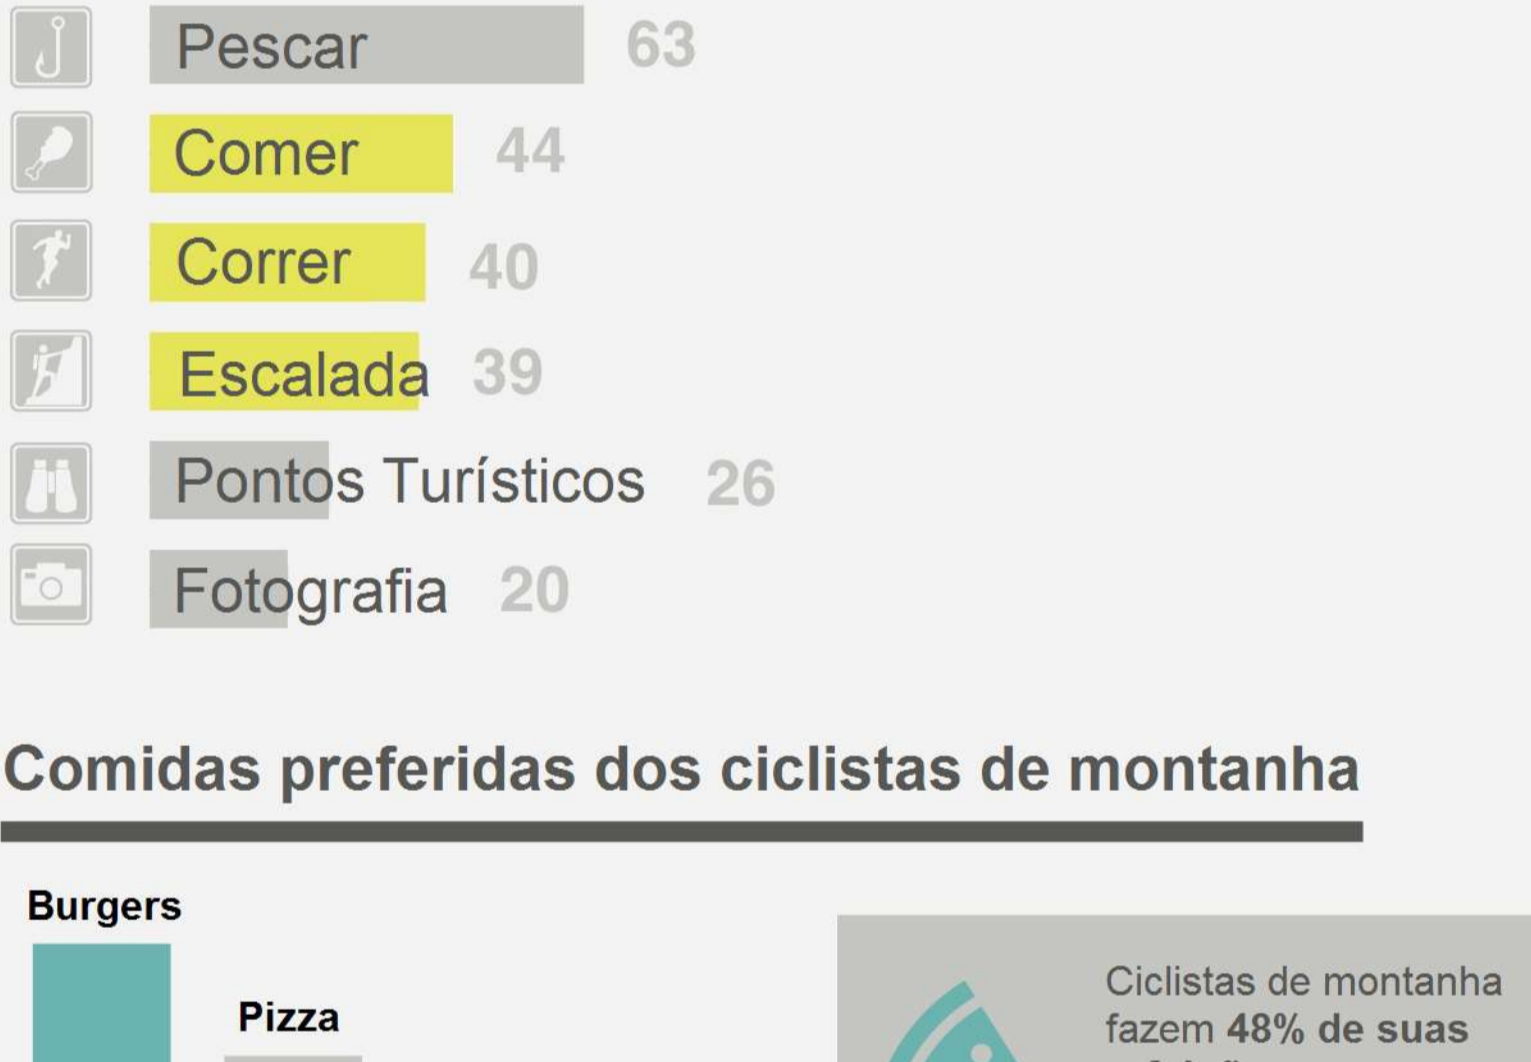 Pescar 63
Comer 44
Correr 40
Escalada 39
Pontos Turísticos 26
Fotografia 20
Comidas preferidas dos ciclistas de montanha
Burgers
Pizza
Ciclistas de montanha
fazem 48% de suas